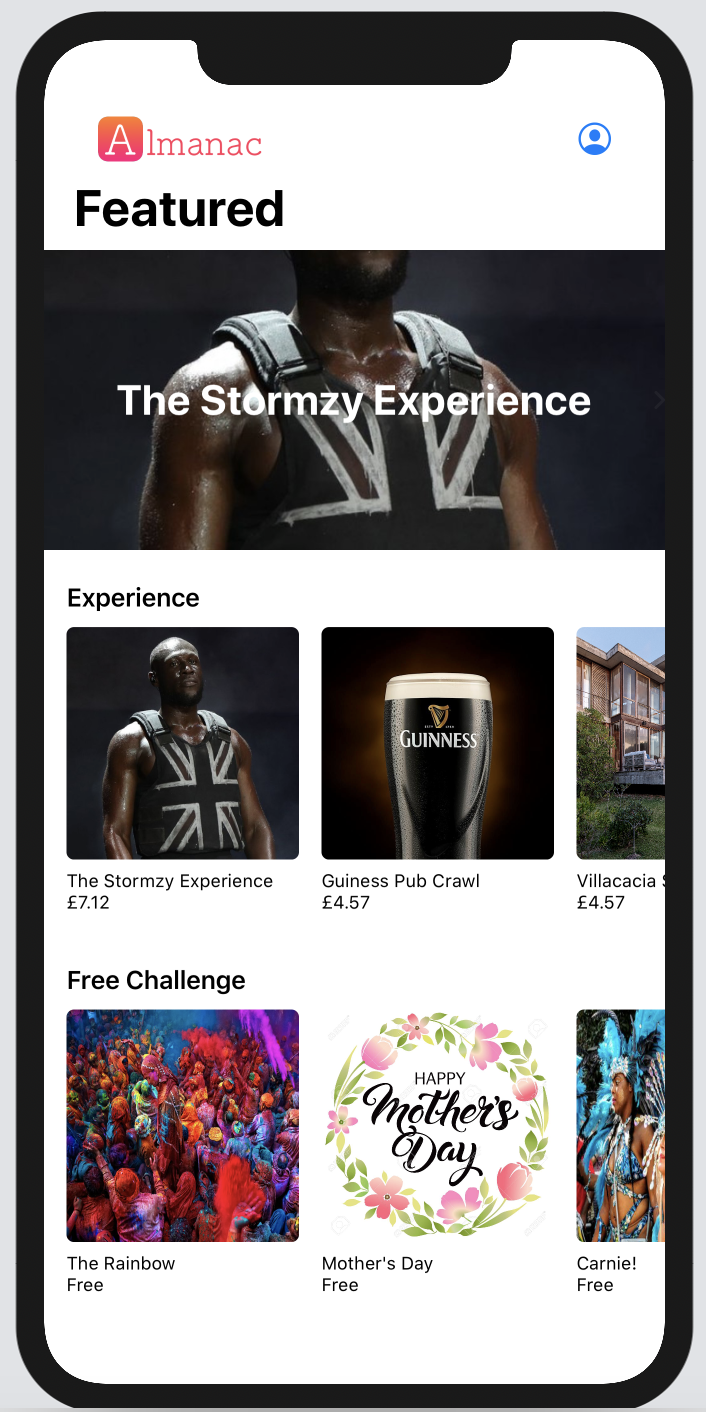 Almanac
Featured
The Stormzy Experience
Experience
GUINNESS
The Stormzy Experience
£7.12
Guiness Pub Crawl
£4.57
Villacacia
£4.57
Free Challenge
HAPPY
Mother's
Day
The Rainbow
Free
Mother's Day
Free
Carnie!
Free